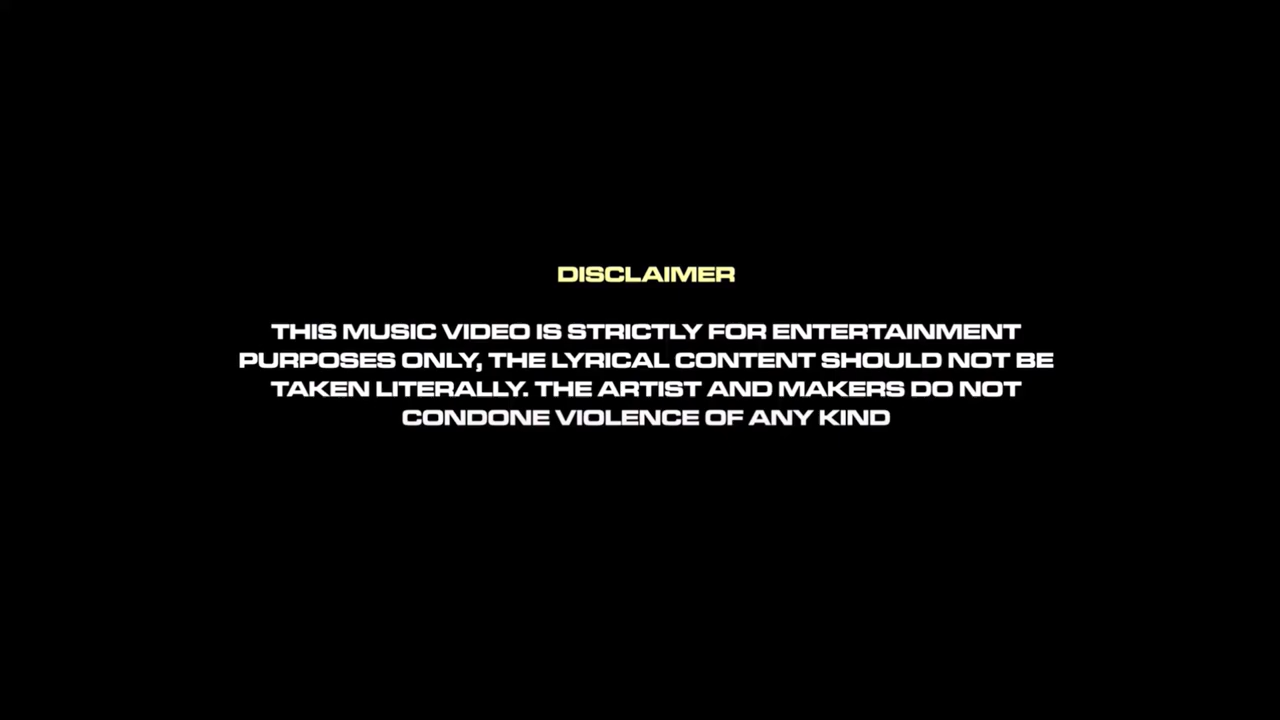 DISCLAIMER
THIS MUSIC VIDEO IS STRICTLY FOR ENTERTAINMENT
PURPOSES ONLY, THE LYRICAL CONTENT SHOULD NOT BE
TAKEN LITERALLY. THE ARTIST AND MAKERS DO NOT
CONDONE VIOLENCE OF ANY KIND